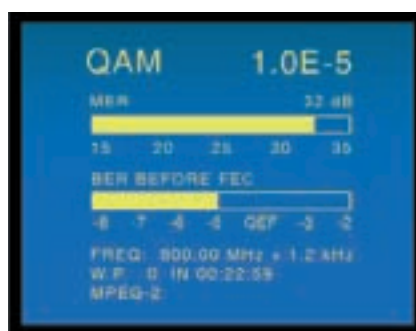 QAM 1.0E-5
MER 32 dB
15 20 25 30 35
BER BEFORE FEC
-8 -7 -6 -5 QEF -3 -2
FREQ: 800.00 MHz + 1.2 kHz
W.P. 0 IN 00:22:59
MPEG-2